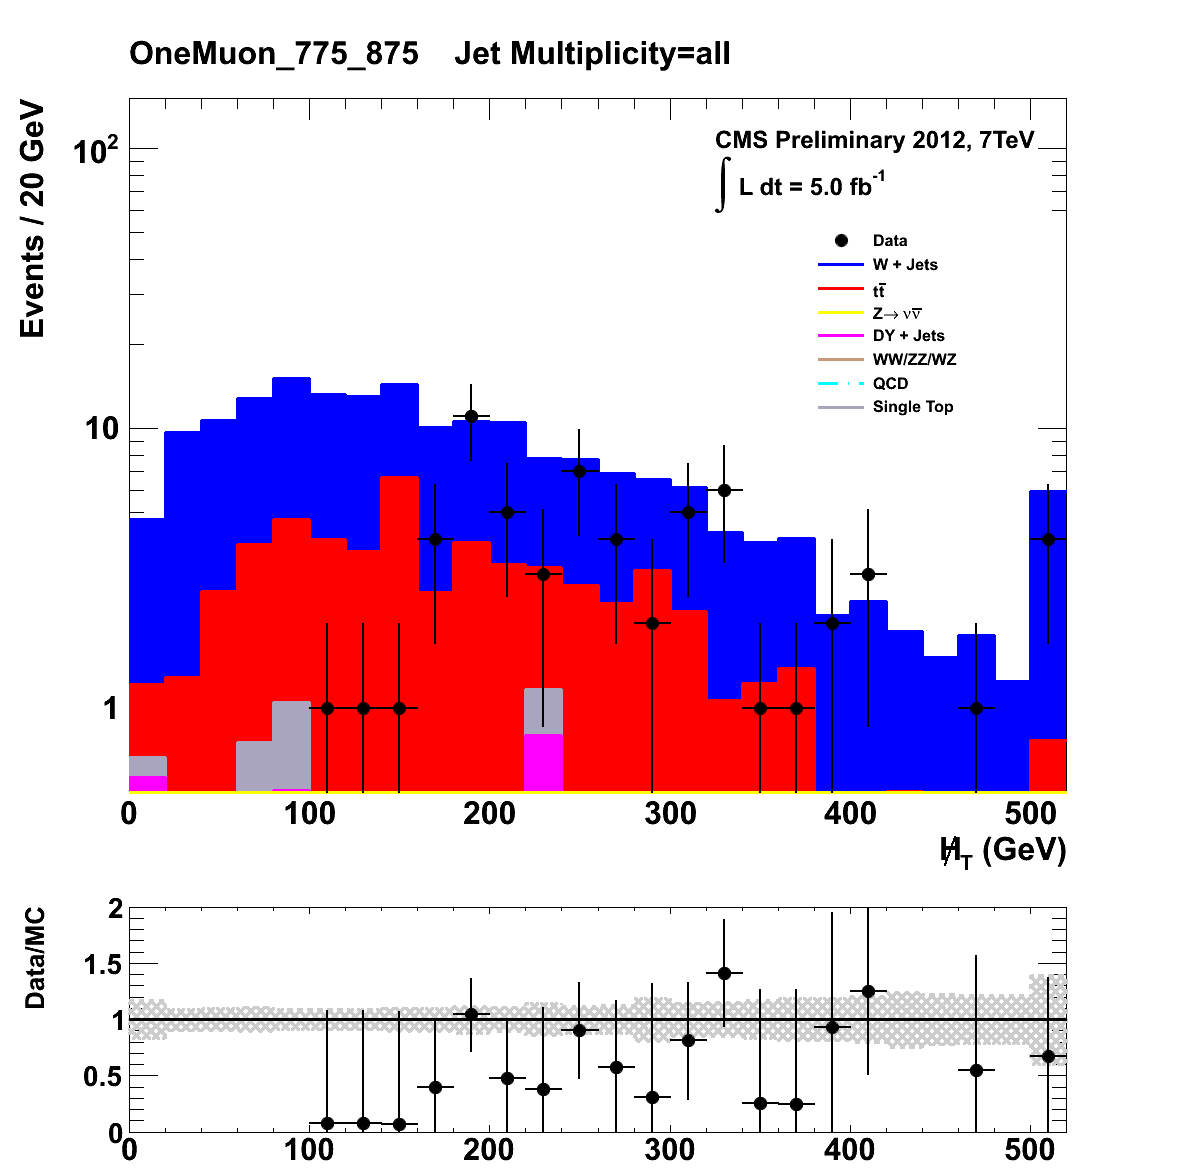 OneMuon_775_875 Jet Multiplicity=all
Events / 20 GeV
10²
10
1
CMS Preliminary 2012, 7TeV
∫ L dt = 5.0 fb⁻¹
Data
W + Jets
tt̅
Z→ νν̅
DY + Jets
WW/ZZ/WZ
QCD
Single Top
0 100 200 300 400 500
H̸_T (GeV)
Data/MC
2
1.5
1
0.5
0
0 100 200 300 400 500